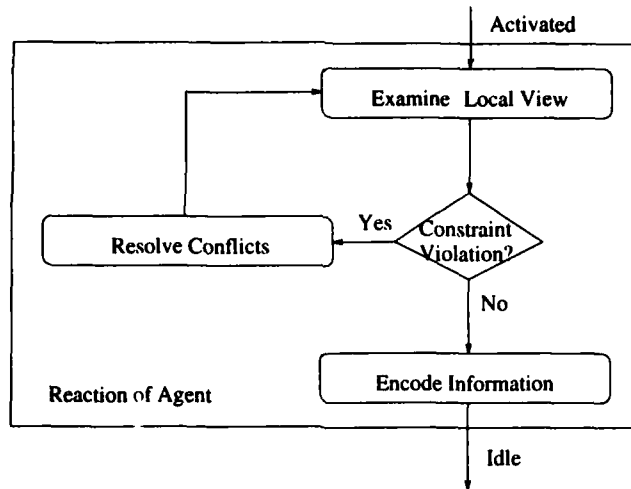 Activated
Examine Local View
Yes
Constraint
Violation?
Resolve Conflicts
No
Encode Information
Reaction of Agent
Idle